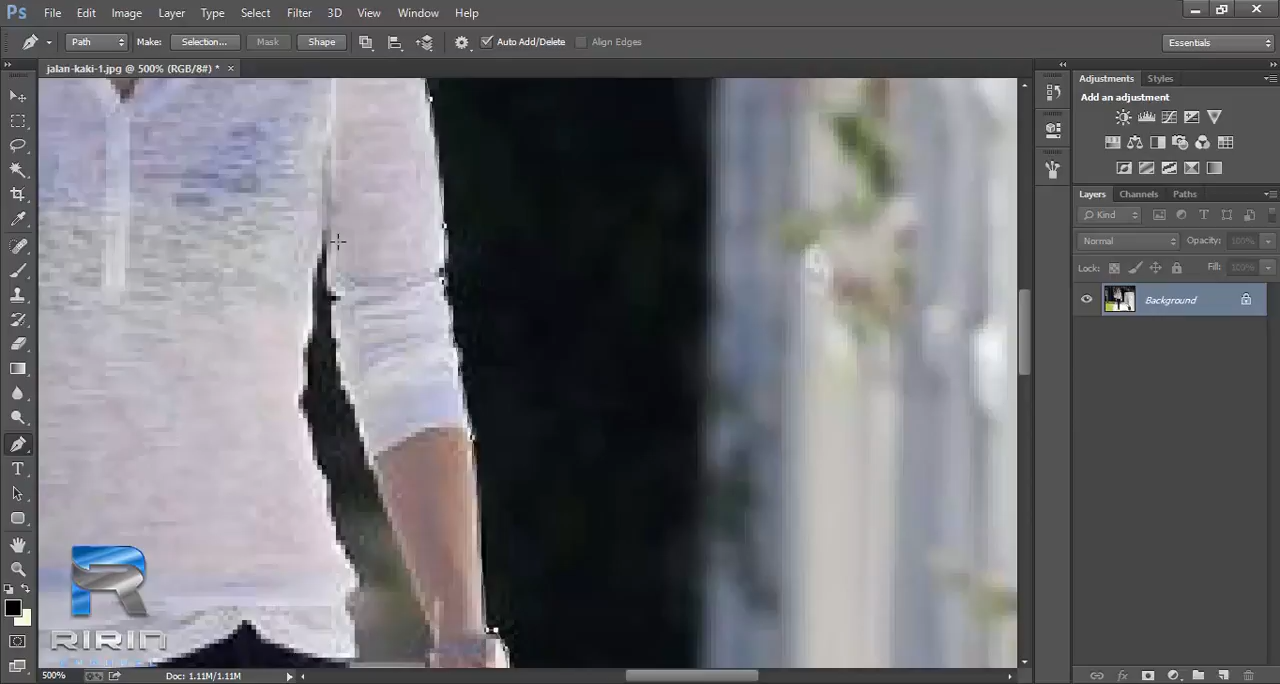 Ps File Edit Image Layer Type Select Filter 3D View Window Help
Path Make: Selection... Mask Shape Auto Add/Delete Align Edges Essentials
jalan-kaki-1.jpg @ 500% (RGB/8#) * ×
Adjustments Styles
Add an adjustment
Layers Channels Paths
Kind
Normal Opacity: 100%
Lock: Fill: 100%
Background
T
R
RIRIN
500% Doc: 1.11M/1.11M